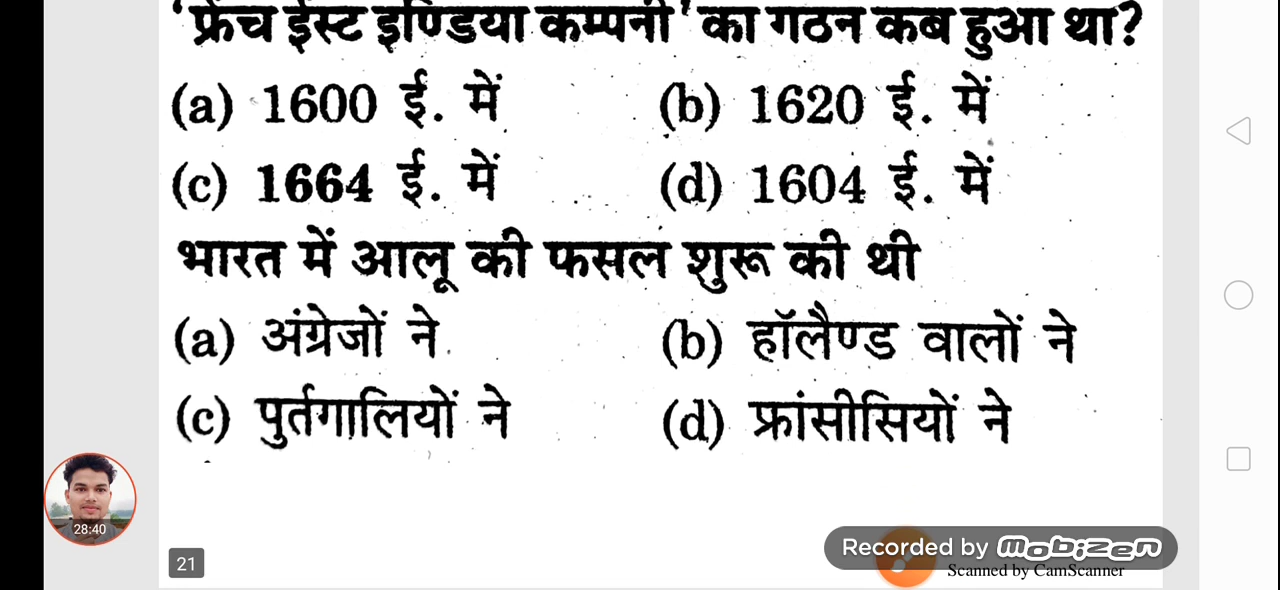 'फ्रेंच ईस्ट इण्डिया कम्पनी' का गठन कब हुआ था?
(a) 1600 ई. में (b) 1620 ई. में
(c) 1664 ई. में (d) 1604 ई. में
भारत में आलू की फसल शुरू की थी
(a) अंग्रेजों ने (b) हॉलैण्ड वालों ने
(c) पुर्तगालियों ने (d) फ्रांसीसियों ने
28:40
21
Recorded by Mobizen
Scanned by CamScanner